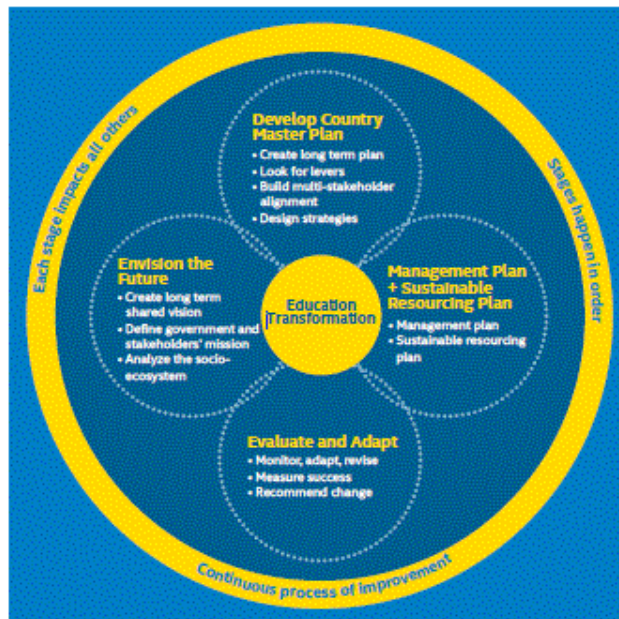 Each stage impacts all others
Stages happen in order
Develop Country
Master Plan
• Create long term plan
• Look for levers
• Build multi-stakeholder
alignment
• Design strategies
Envision the
Future
• Create long term
shared vision
• Define government and
stakeholders' mission
• Analyze the socio-
ecosystem
Education
Transformation
Management Plan
+ Sustainable
Resourcing Plan
• Management plan
• Sustainable resourcing
plan
Evaluate and Adapt
• Monitor, adapt, revise
• Measure success
• Recommend change
Continuous process of improvement